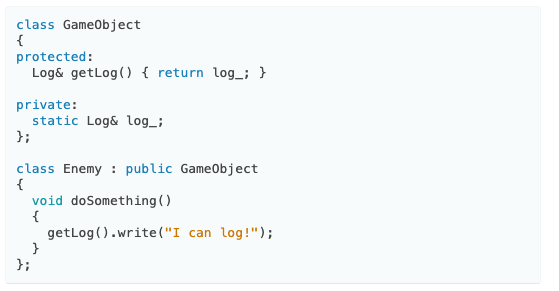 class GameObject
{
protected:
  Log& getLog() { return log_; }

private:
  static Log& log_;
};

class Enemy : public GameObject
{
  void doSomething()
  {
    getLog().write("I can log!");
  }
};